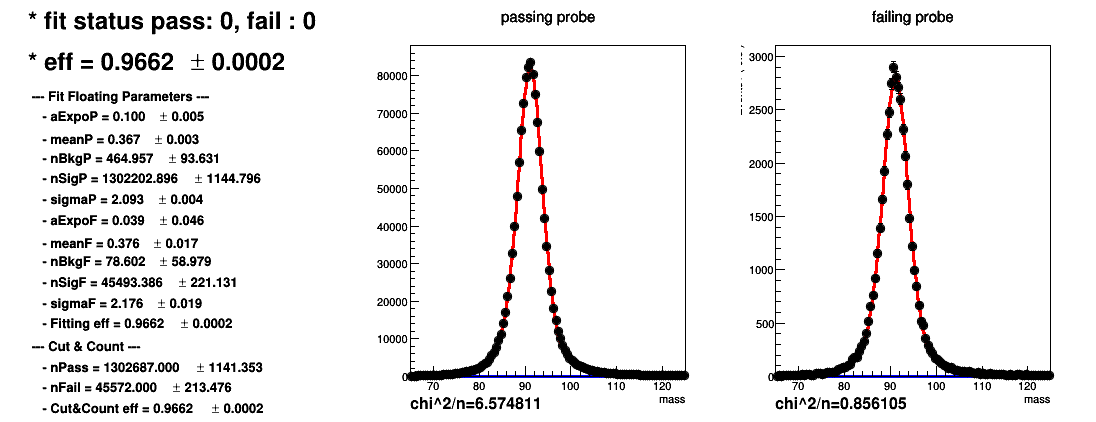 * fit status pass: 0, fail : 0
* eff = 0.9662 ± 0.0002
--- Fit Floating Parameters ---
- aExpoP = 0.100 ± 0.005
- meanP = 0.367 ± 0.003
- nBkgP = 464.957 ± 93.631
- nSigP = 1302202.896 ± 1144.796
- sigmaP = 2.093 ± 0.004
- aExpoF = 0.039 ± 0.046
- meanF = 0.376 ± 0.017
- nBkgF = 78.602 ± 58.979
- nSigF = 45493.386 ± 221.131
- sigmaF = 2.176 ± 0.019
- Fitting eff = 0.9662 ± 0.0002
--- Cut & Count ---
- nPass = 1302687.000 ± 1141.353
- nFail = 45572.000 ± 213.476
- Cut&Count eff = 0.9662 ± 0.0002
passing probe
80000
70000
60000
50000
40000
30000
20000
10000
0
70 80 90 100 110 120
mass
chi^2/n=6.574811
failing probe
3000
2500
2000
1500
1000
500
0
70 80 90 100 110 120
mass
chi^2/n=0.856105